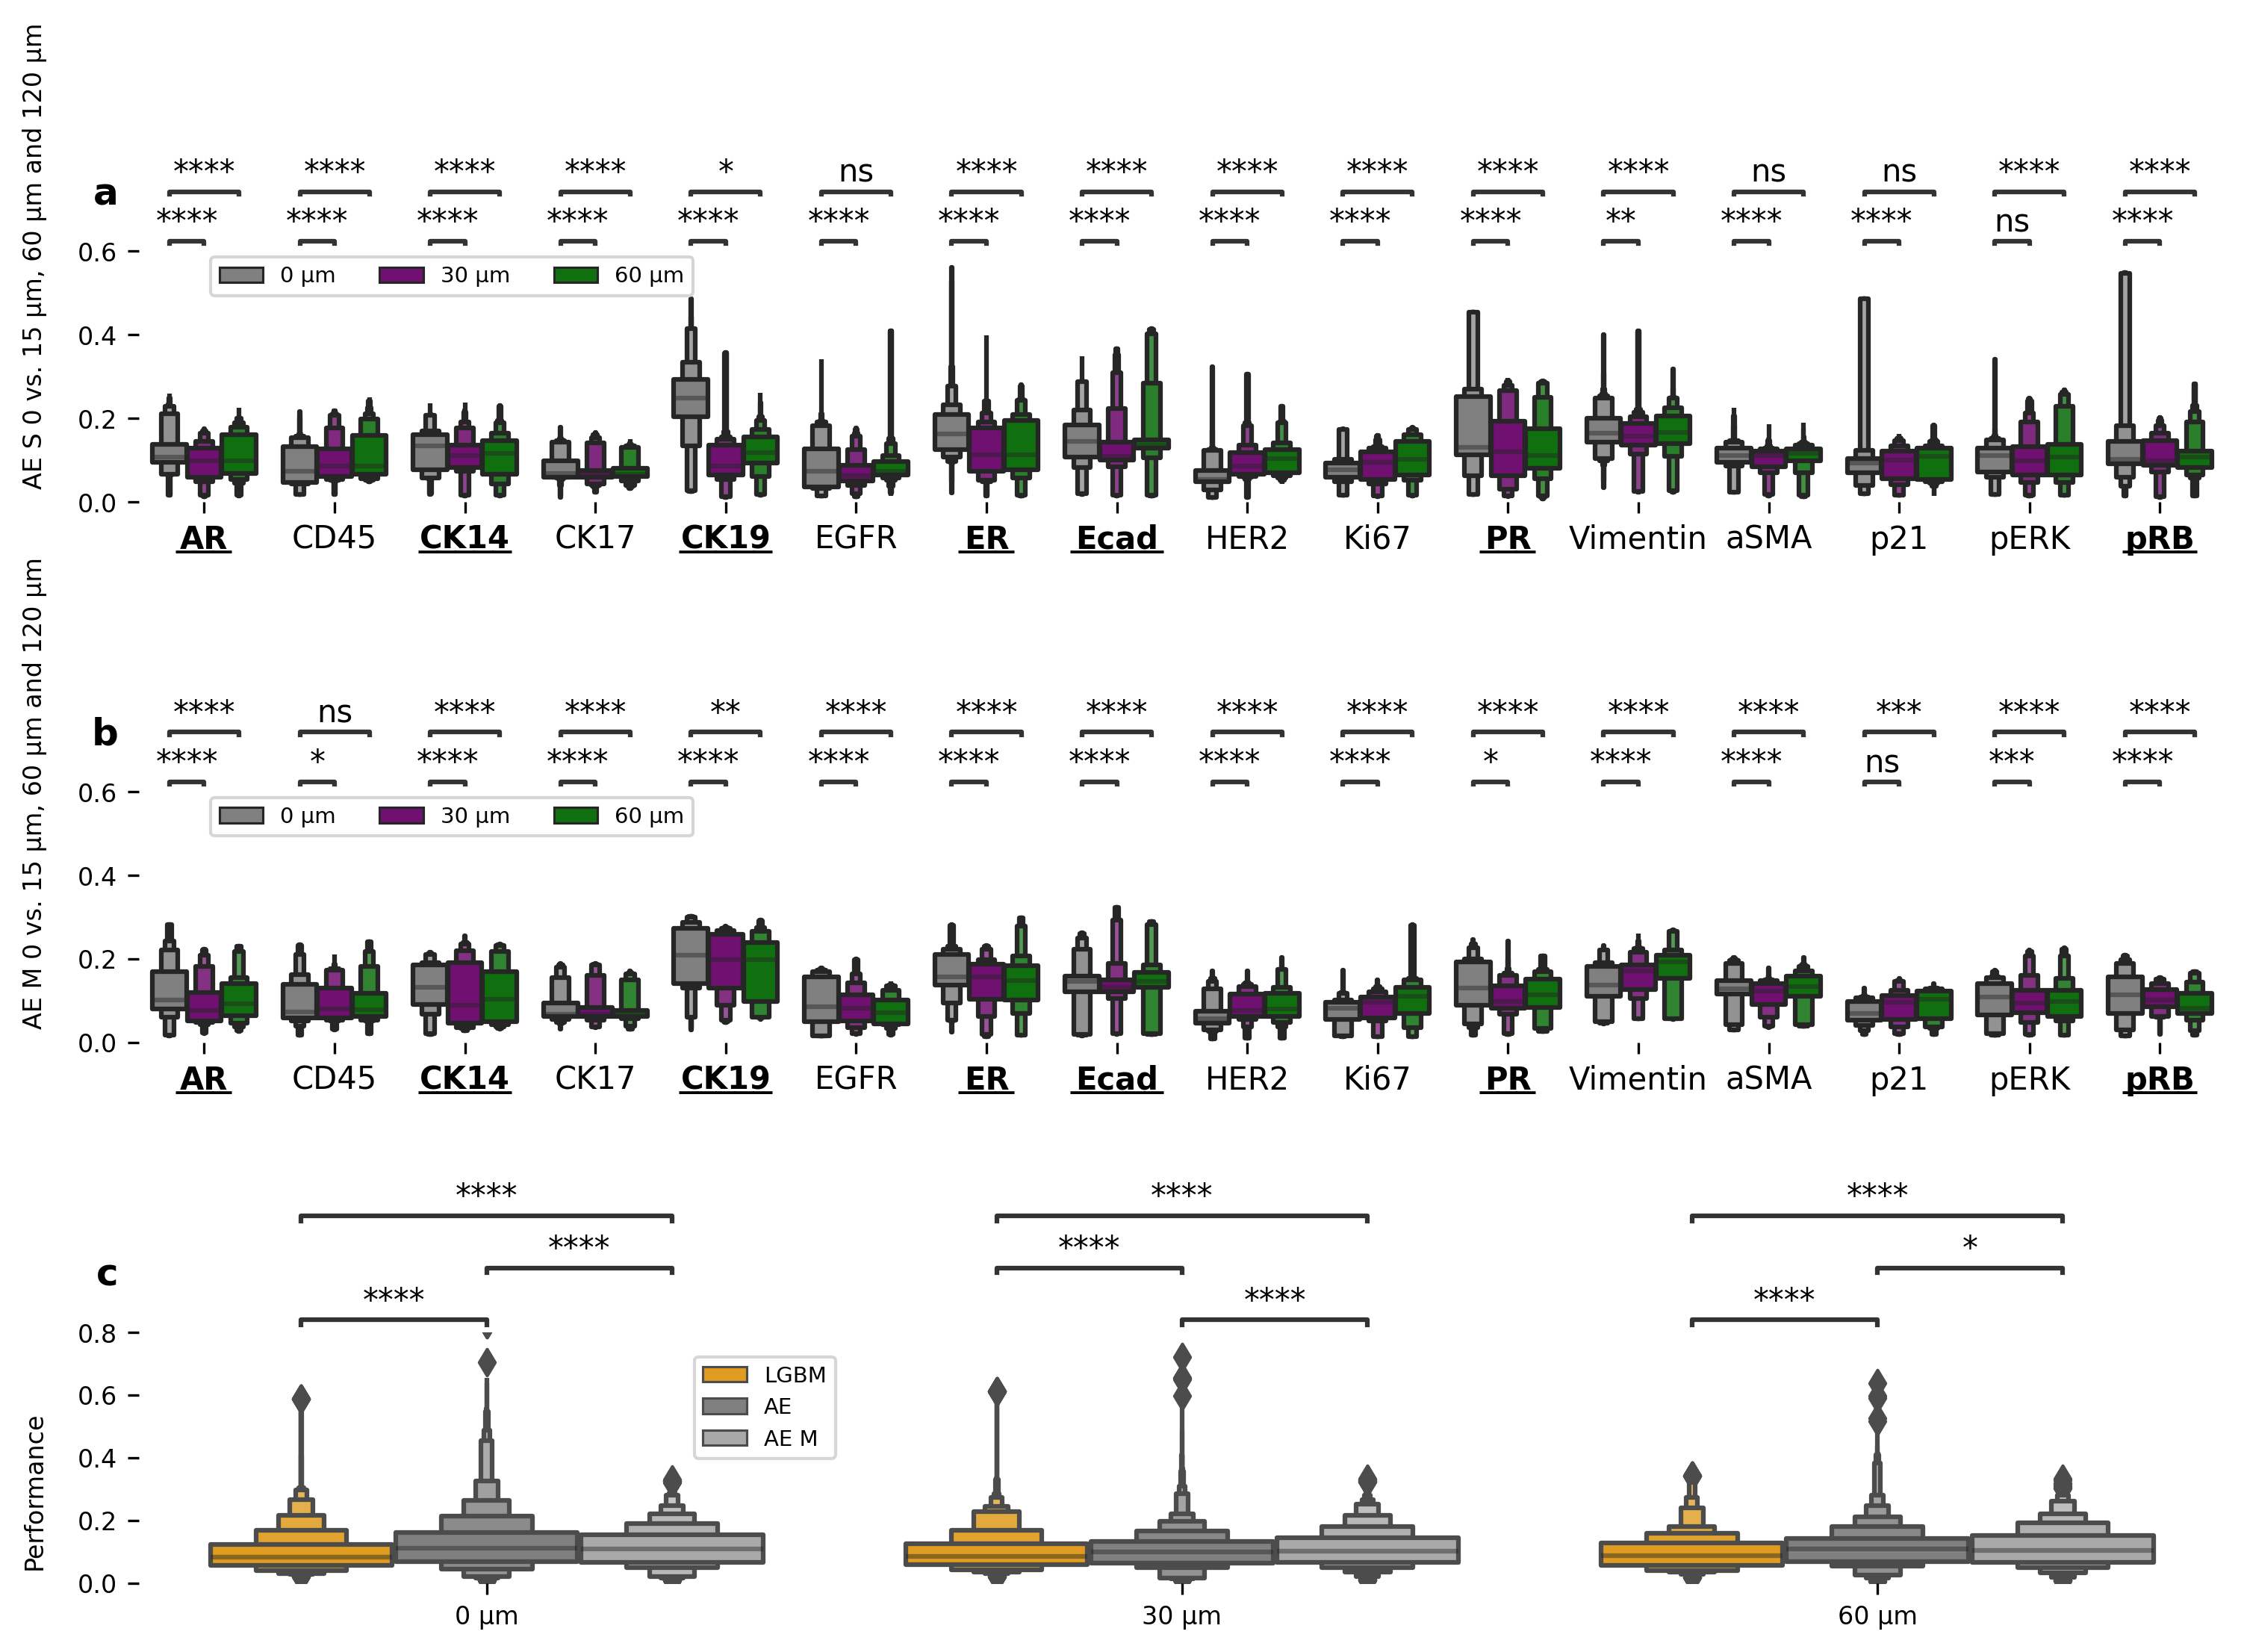 AE S 0 vs. 15 µm, 60 µm and 120 µm
a
**** **** **** **** * ns **** **** **** **** **** **** ns ns **** ****
**** **** **** **** **** **** **** **** **** **** **** ** **** **** ns ****
0 µm 30 µm 60 µm
0.6
0.4
0.2
0.0
AR CD45 CK14 CK17 CK19 EGFR ER Ecad HER2 Ki67 PR Vimentin aSMA p21 pERK pRB
AE M 0 vs. 15 µm, 60 µm and 120 µm
b
**** ns **** **** ** **** **** **** **** **** **** **** **** *** **** ****
**** * **** **** **** **** **** **** **** **** * **** **** ns *** ****
0 µm 30 µm 60 µm
0.6
0.4
0.2
0.0
AR CD45 CK14 CK17 CK19 EGFR ER Ecad HER2 Ki67 PR Vimentin aSMA p21 pERK pRB
c
**** **** ****
**** **** *
**** **** ****
LGBM
AE
AE M
Performance
0.8
0.6
0.4
0.2
0.0
0 µm 30 µm 60 µm